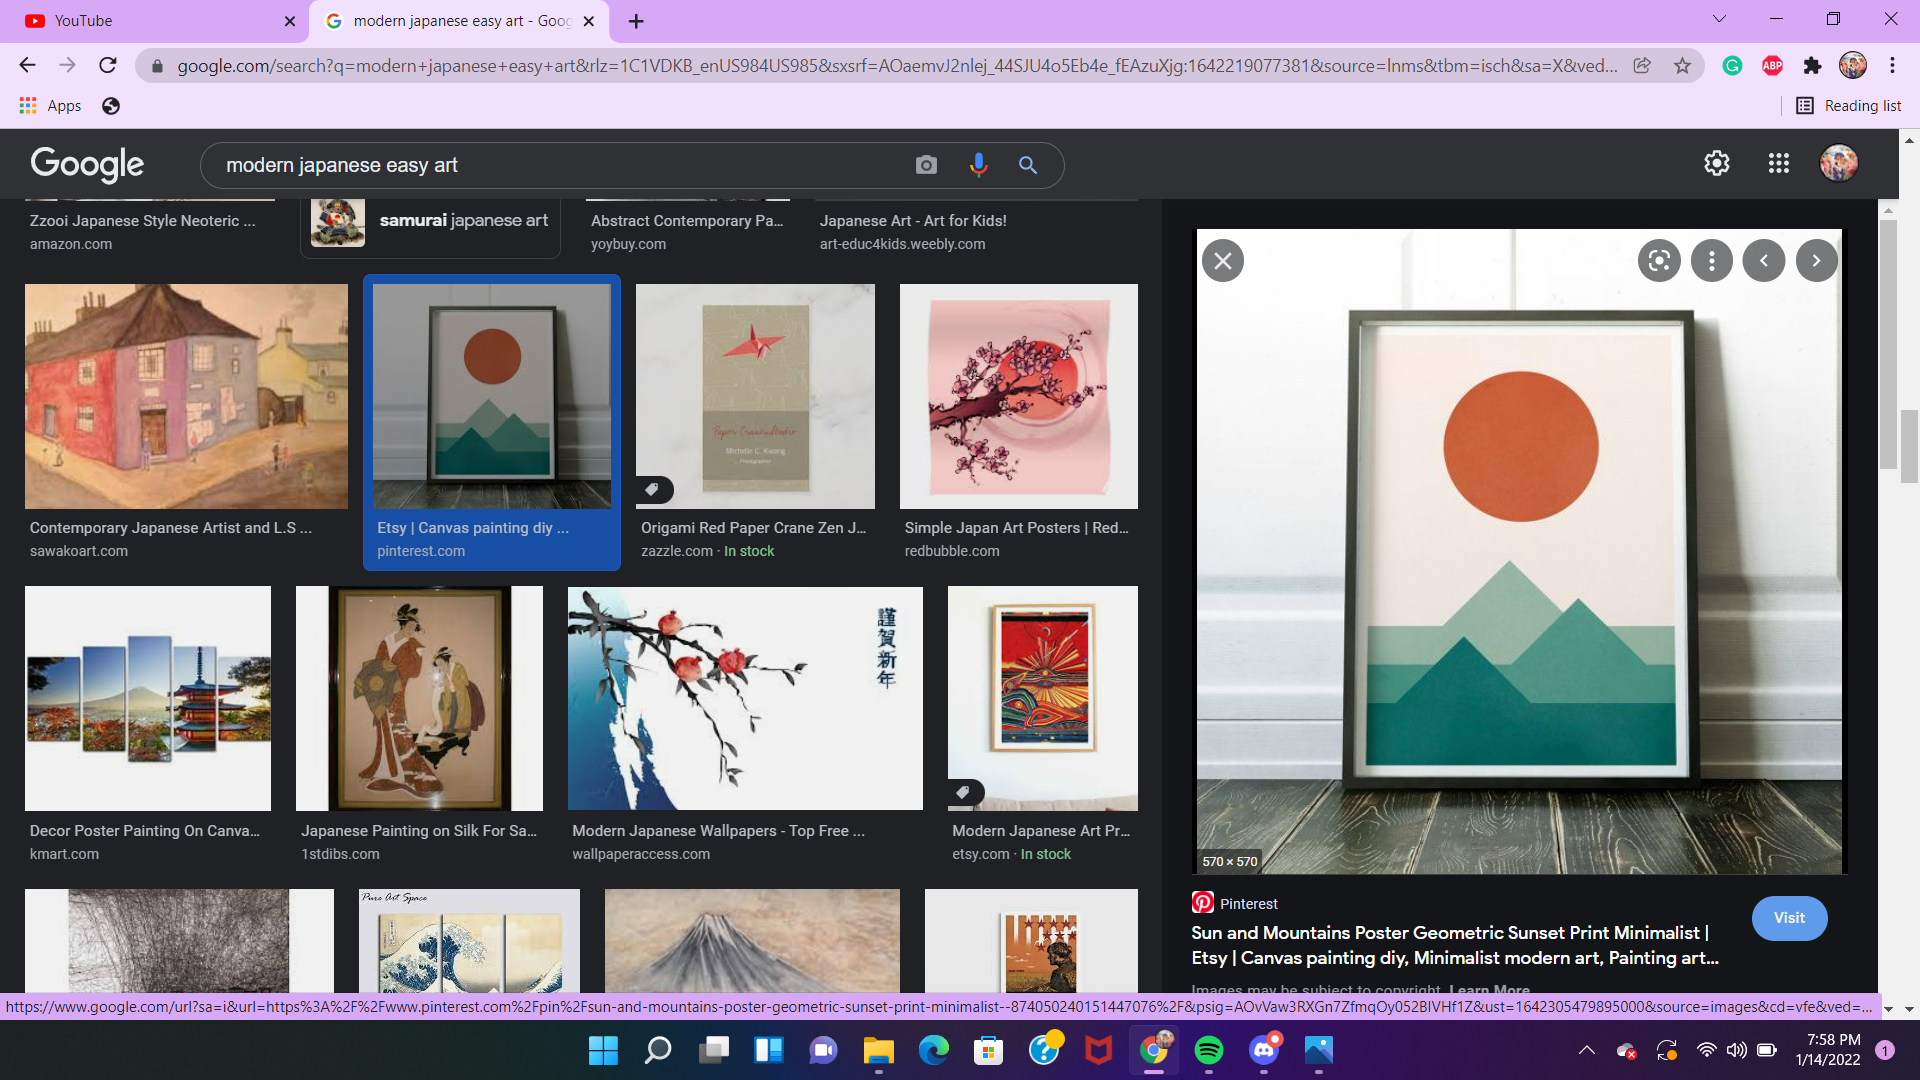 YouTube
modern japanese easy art - Goog
google.com/search?q=modern+japanese+easy+art&rlz=1C1VDKB_enUS984US985&sxsrf=AOaemvJ2nlej_44SJU4o5Eb4e_fEAzuXjg:1642219077381&source=lnms&tbm=isch&sa=X&ved...
ABP
Apps
Reading list
Google
modern japanese easy art
Zzooi Japanese Style Neoteric ...
amazon.com
samurai japanese art
Abstract Contemporary Pa...
yoybuy.com
Japanese Art - Art for Kids!
art-educ4kids.weebly.com
Contemporary Japanese Artist and L.S ...
sawakoart.com
Etsy | Canvas painting diy ...
pinterest.com
Michelle C. Kwang
Photographer
Origami Red Paper Crane Zen J...
zazzle.com · In stock
Simple Japan Art Posters | Red...
redbubble.com
謹賀新年
Decor Poster Painting On Canva...
kmart.com
Japanese Painting on Silk For Sa...
1stdibs.com
Modern Japanese Wallpapers - Top Free ...
wallpaperaccess.com
Modern Japanese Art Pr...
etsy.com · In stock
Pure Art Space
570 × 570
Pinterest
Visit
Sun and Mountains Poster Geometric Sunset Print Minimalist |
Etsy | Canvas painting diy, Minimalist modern art, Painting art...
Images may be subject to copyright. Learn More
https://www.google.com/url?sa=i&url=https%3A%2F%2Fwww.pinterest.com%2Fpin%2Fsun-and-mountains-poster-geometric-sunset-print-minimalist--874050240151447076%2F&psig=AOvVaw3RXGn7ZfmqOy052BlVHf1Z&ust=1642305479895000&source=images&cd=vfe&ved=...
7:58 PM
1/14/2022
1